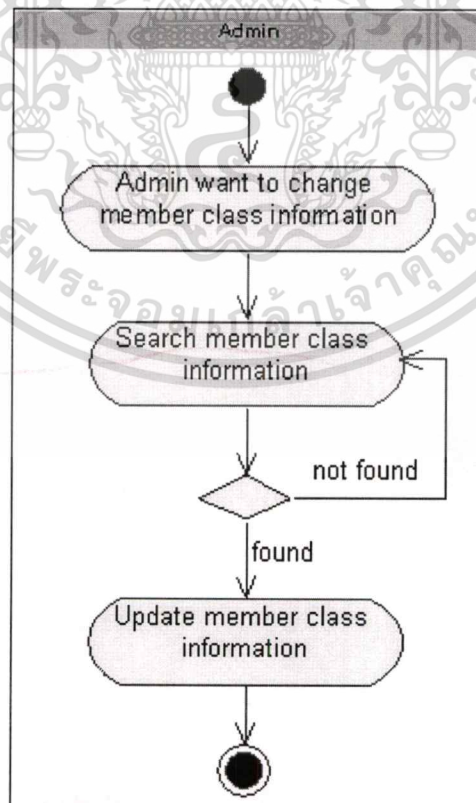 Admin
Admin want to change
member class information
Search member class
information
not found
found
Update member class
information